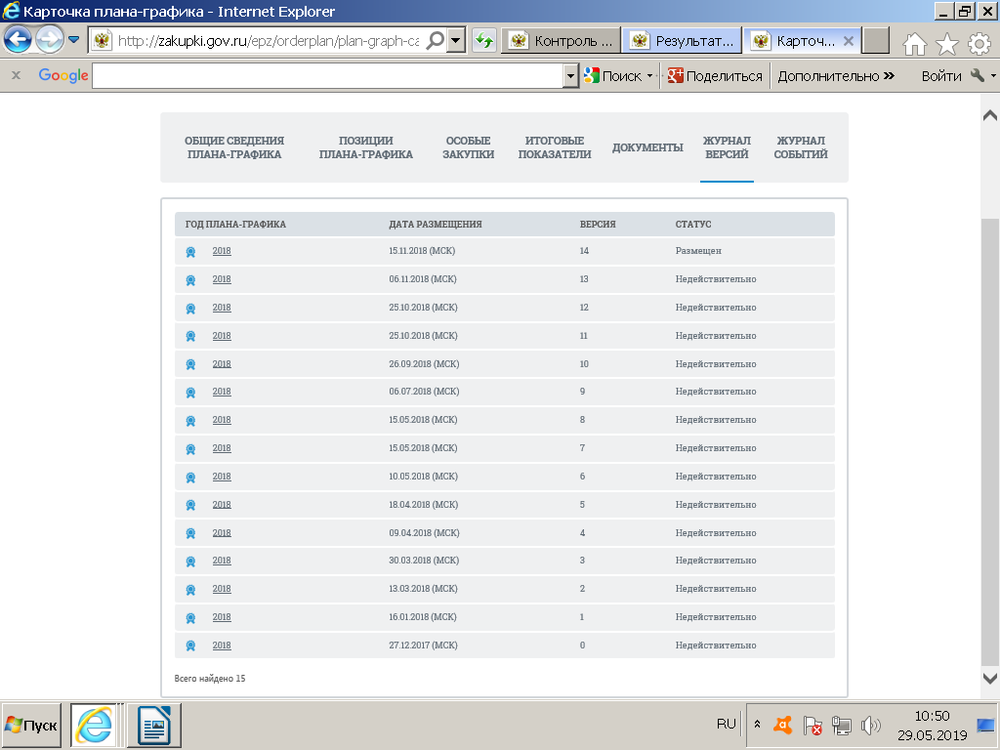 Карточка плана-графика - Internet Explorer
http://zakupki.gov.ru/epz/orderplan/plan-graph-ca
Контроль ...
Результат...
Карточ...
Google
Поиск
Поделиться
Дополнительно
Войти
ОБЩИЕ СВЕДЕНИЯ ПЛАНА-ГРАФИКА
ПОЗИЦИИ ПЛАНА-ГРАФИКА
ОСОБЫЕ ЗАКУПКИ
ИТОГОВЫЕ ПОКАЗАТЕЛИ
ДОКУМЕНТЫ
ЖУРНАЛ ВЕРСИЙ
ЖУРНАЛ СОБЫТИЙ
ГОД ПЛАНА-ГРАФИКА ДАТА РАЗМЕЩЕНИЯ ВЕРСИЯ СТАТУС
2018 15.11.2018 (МСК) 14 Размещен
2018 06.11.2018 (МСК) 13 Недействительно
2018 25.10.2018 (МСК) 12 Недействительно
2018 25.10.2018 (МСК) 11 Недействительно
2018 26.09.2018 (МСК) 10 Недействительно
2018 06.07.2018 (МСК) 9 Недействительно
2018 15.05.2018 (МСК) 8 Недействительно
2018 15.05.2018 (МСК) 7 Недействительно
2018 10.05.2018 (МСК) 6 Недействительно
2018 18.04.2018 (МСК) 5 Недействительно
2018 09.04.2018 (МСК) 4 Недействительно
2018 30.03.2018 (МСК) 3 Недействительно
2018 13.03.2018 (МСК) 2 Недействительно
2018 16.01.2018 (МСК) 1 Недействительно
2018 27.12.2017 (МСК) 0 Недействительно
Всего найдено 15
Пуск
RU
10:50
29.05.2019